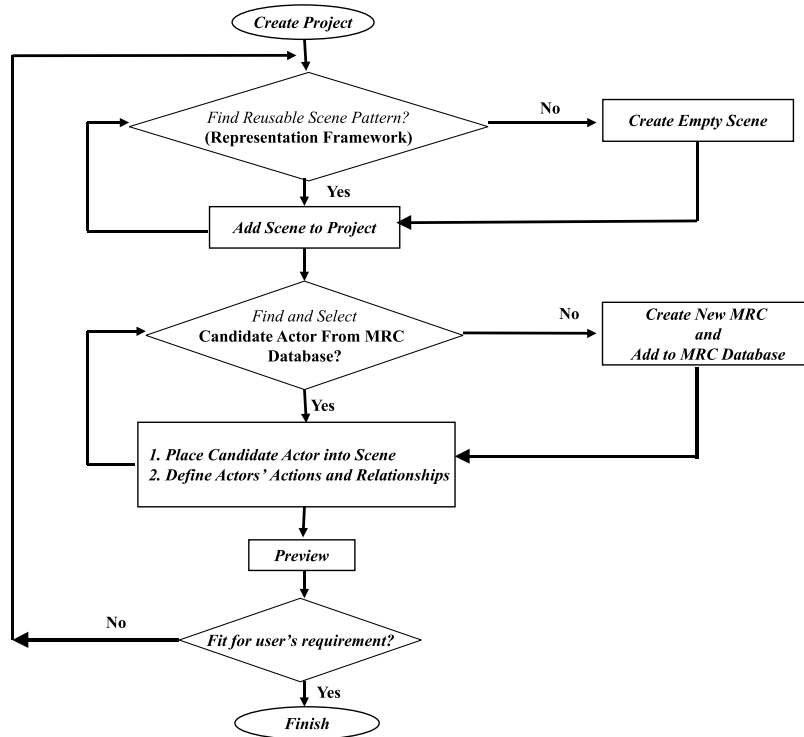 Create Project
Find Reusable Scene Pattern?
(Representation Framework)
No
Create Empty Scene
Yes
Add Scene to Project
Find and Select
Candidate Actor From MRC
Database?
No
Create New MRC
and
Add to MRC Database
Yes
1. Place Candidate Actor into Scene
2. Define Actors' Actions and Relationships
Preview
Fit for user's requirement?
No
Yes
Finish